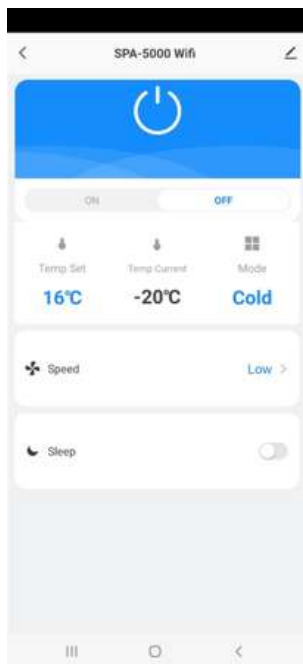 SPA-5000 Wifi
ON OFF
Temp Set Temp Current Mode
16°C -20°C Cold
Speed Low
Sleep